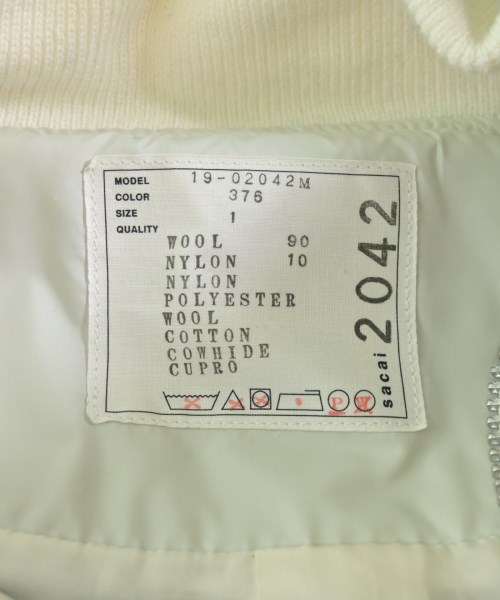 MODEL 19-02042M
COLOR 376
SIZE 1
QUALITY
WOOL 90
NYLON 10
NYLON
POLYESTER
WOOL
COTTON
COWHIDE
CUPRO
P W
sacai 2042